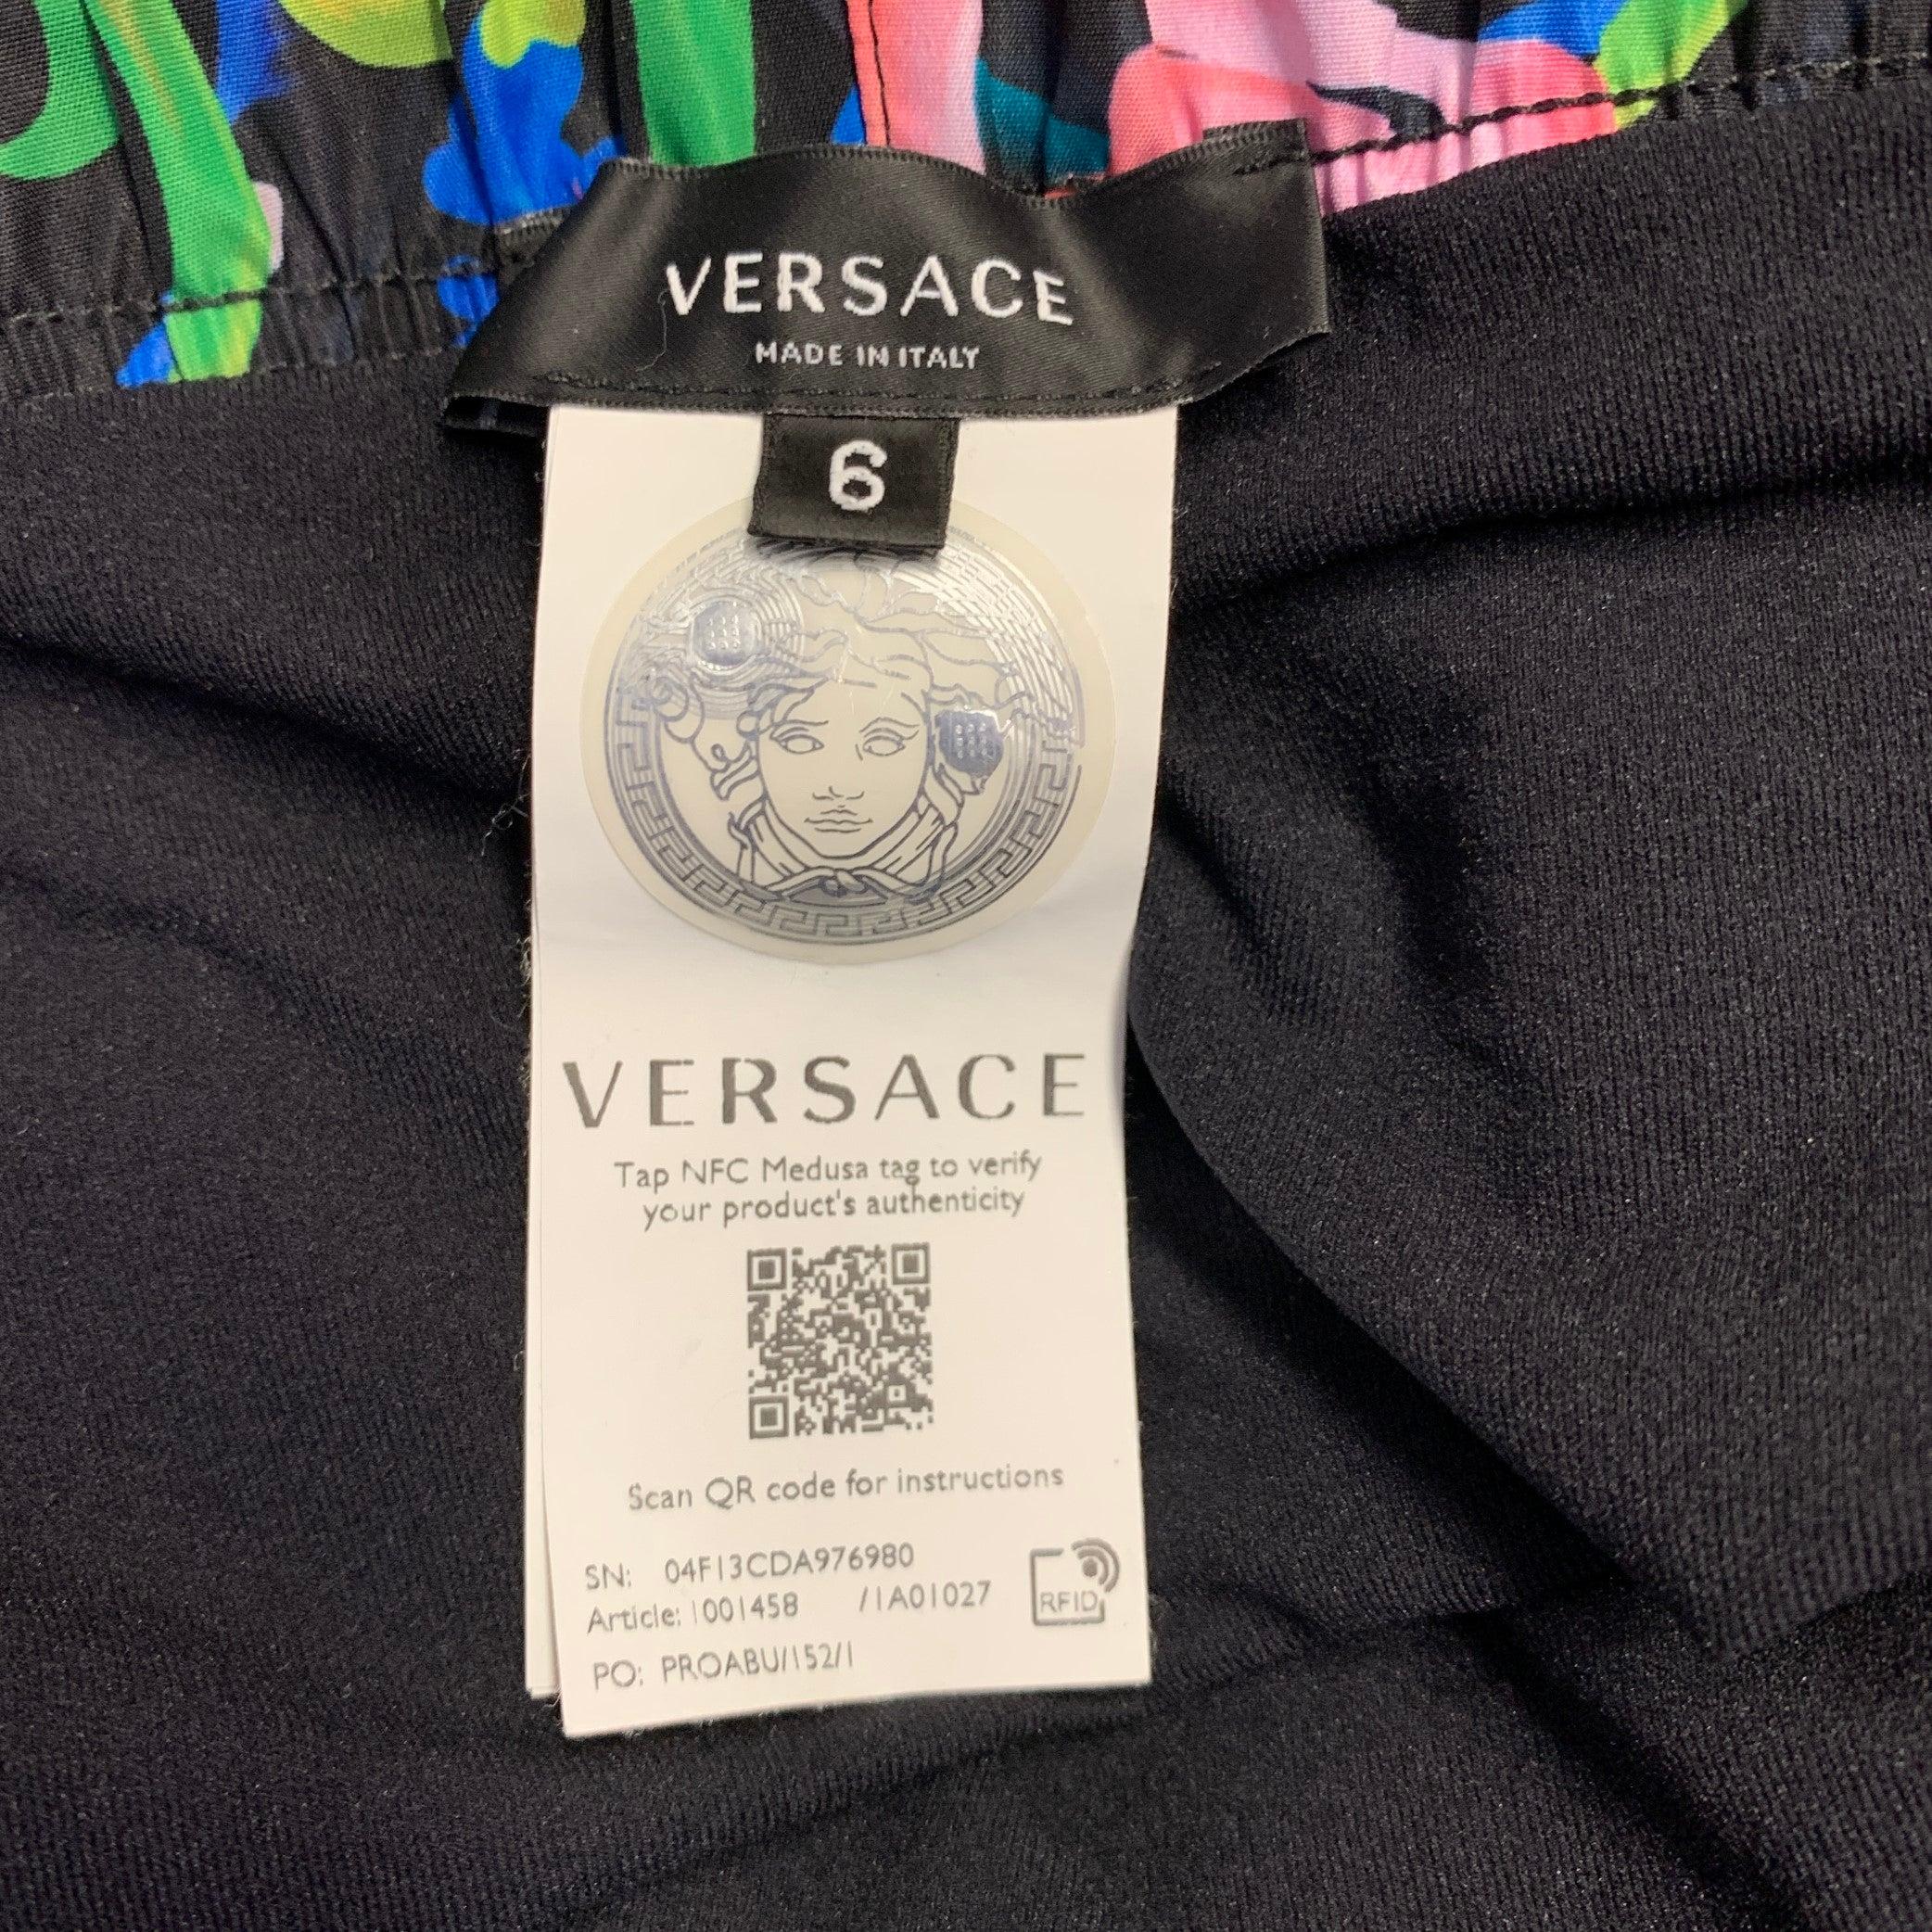 VERSACE
MADE IN ITALY
6
VERSACE
Tap NFC Medusa tag to verify
your product's authenticity
Scan QR code for instructions
SN: 04F13CDA976980
Article: 1001458 /1A01027
RFID
PO: PROABU/152/1